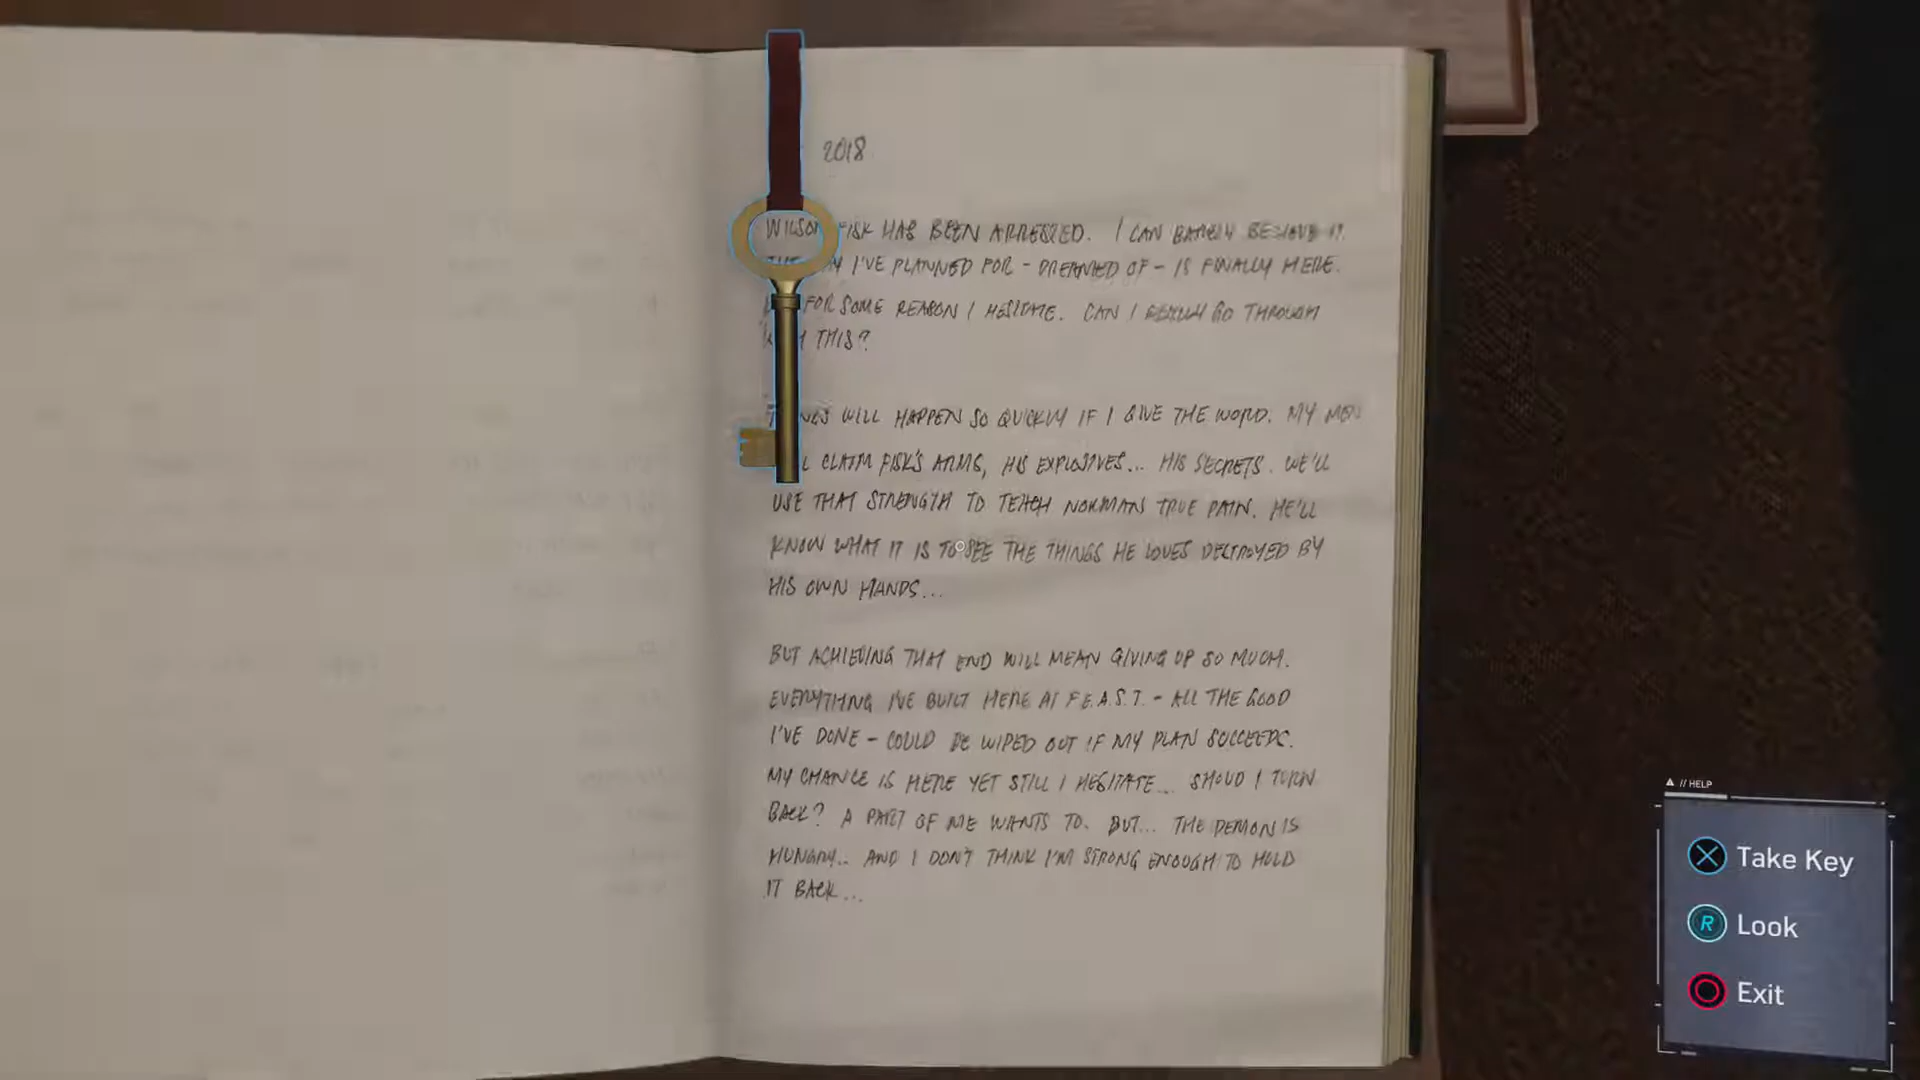 2018
WILSON FISK HAS BEEN ARRESTED. I CAN BARELY BELIEVE IT.
THE DAY I'VE PLANNED FOR - DREAMED OF - IS FINALLY HERE.
FOR SOME REASON I HESITATE. CAN I REALLY GO THROUGH
WITH THIS?
THINGS WILL HAPPEN SO QUICKLY IF I GIVE THE WORD. MY MEN
CLAIM FISK'S ARMS, HIS EXPLOSIVES... HIS SECRETS. WE'LL
USE THAT STRENGTH TO TEACH NORMAN TRUE PAIN. HE'LL
KNOW WHAT IT IS TO SEE THE THINGS HE LOVES DESTROYED BY
HIS OWN HANDS...
BUT ACHIEVING THAT END WILL MEAN GIVING UP SO MUCH.
EVERYTHING I'VE BUILT HERE AT F.E.A.S.T. - ALL THE GOOD
I'VE DONE - COULD BE WIPED OUT IF MY PLAN SUCCEEDS.
MY CHANCE IS HERE YET STILL I HESITATE... SHOUD I TURN
BACK? A PART OF ME WANTS TO. BUT... THE DEMON IS
HUNGRY... AND I DON'T THINK I'M STRONG ENOUGH TO HOLD
IT BACK...
// HELP
Take Key
R Look
Exit